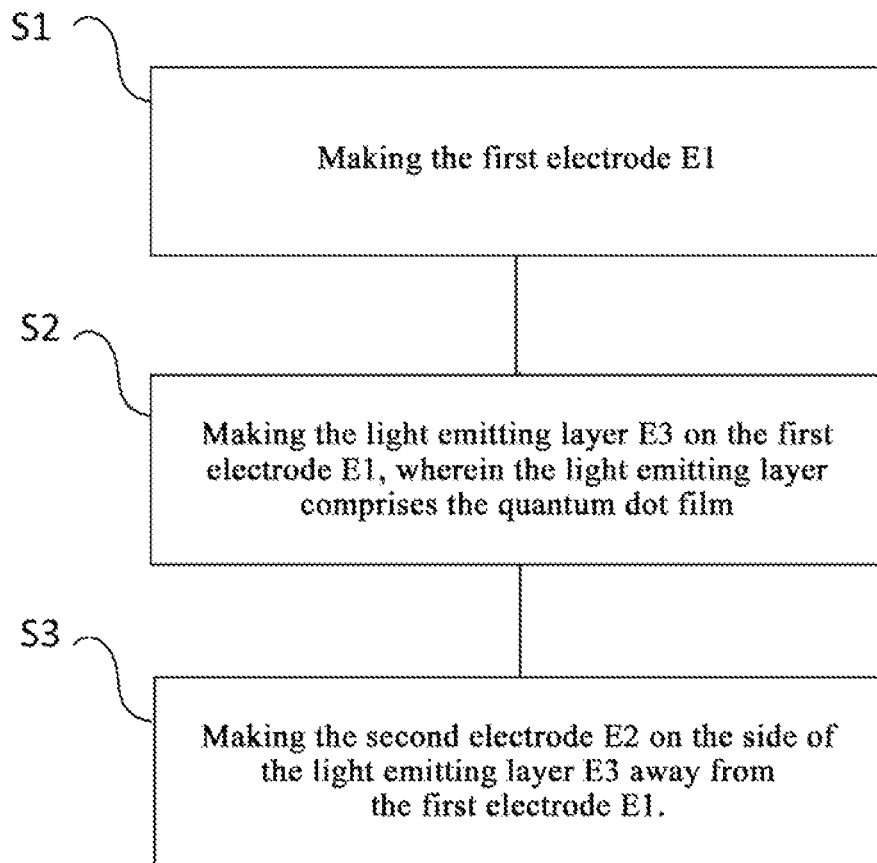 S1
Making the first electrode E1
S2
Making the light emitting layer E3 on the first
electrode E1, wherein the light emitting layer
comprises the quantum dot film
S3
Making the second electrode E2 on the side of
the light emitting layer E3 away from
the first electrode E1.